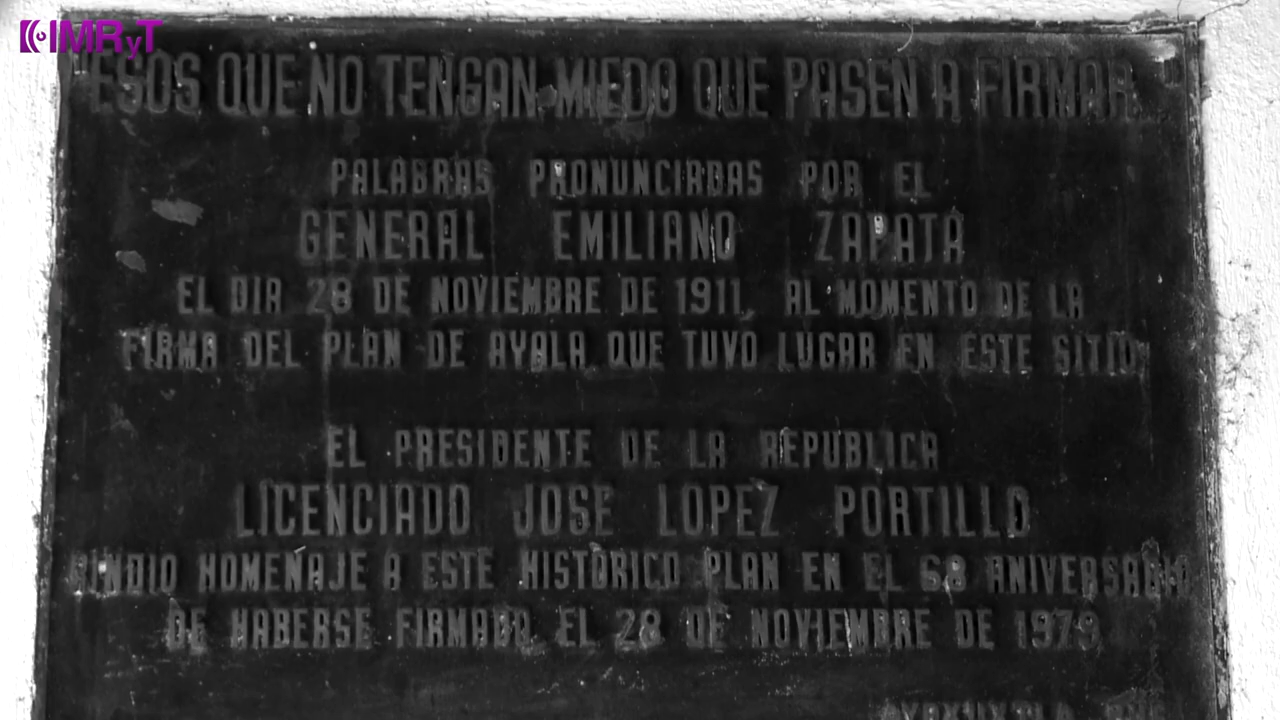 IMRyT
"ESOS QUE NO TENGAN MIEDO QUE PASEN A FIRMAR...
PALABRAS PRONUNCIADAS POR EL
GENERAL EMILIANO ZAPATA
EL DIA 28 DE NOVIEMBRE DE 1911, AL MOMENTO DE LA
FIRMA DEL PLAN DE AYALA QUE TUVO LUGAR EN ESTE SITIO.
EL PRESIDENTE DE LA REPUBLICA
LICENCIADO JOSE LOPEZ PORTILLO
RINDIO HOMENAJE A ESTE HISTORICO PLAN EN EL 68 ANIVERSARIO
DE HABERSE FIRMADO, EL 28 DE NOVIEMBRE DE 1979